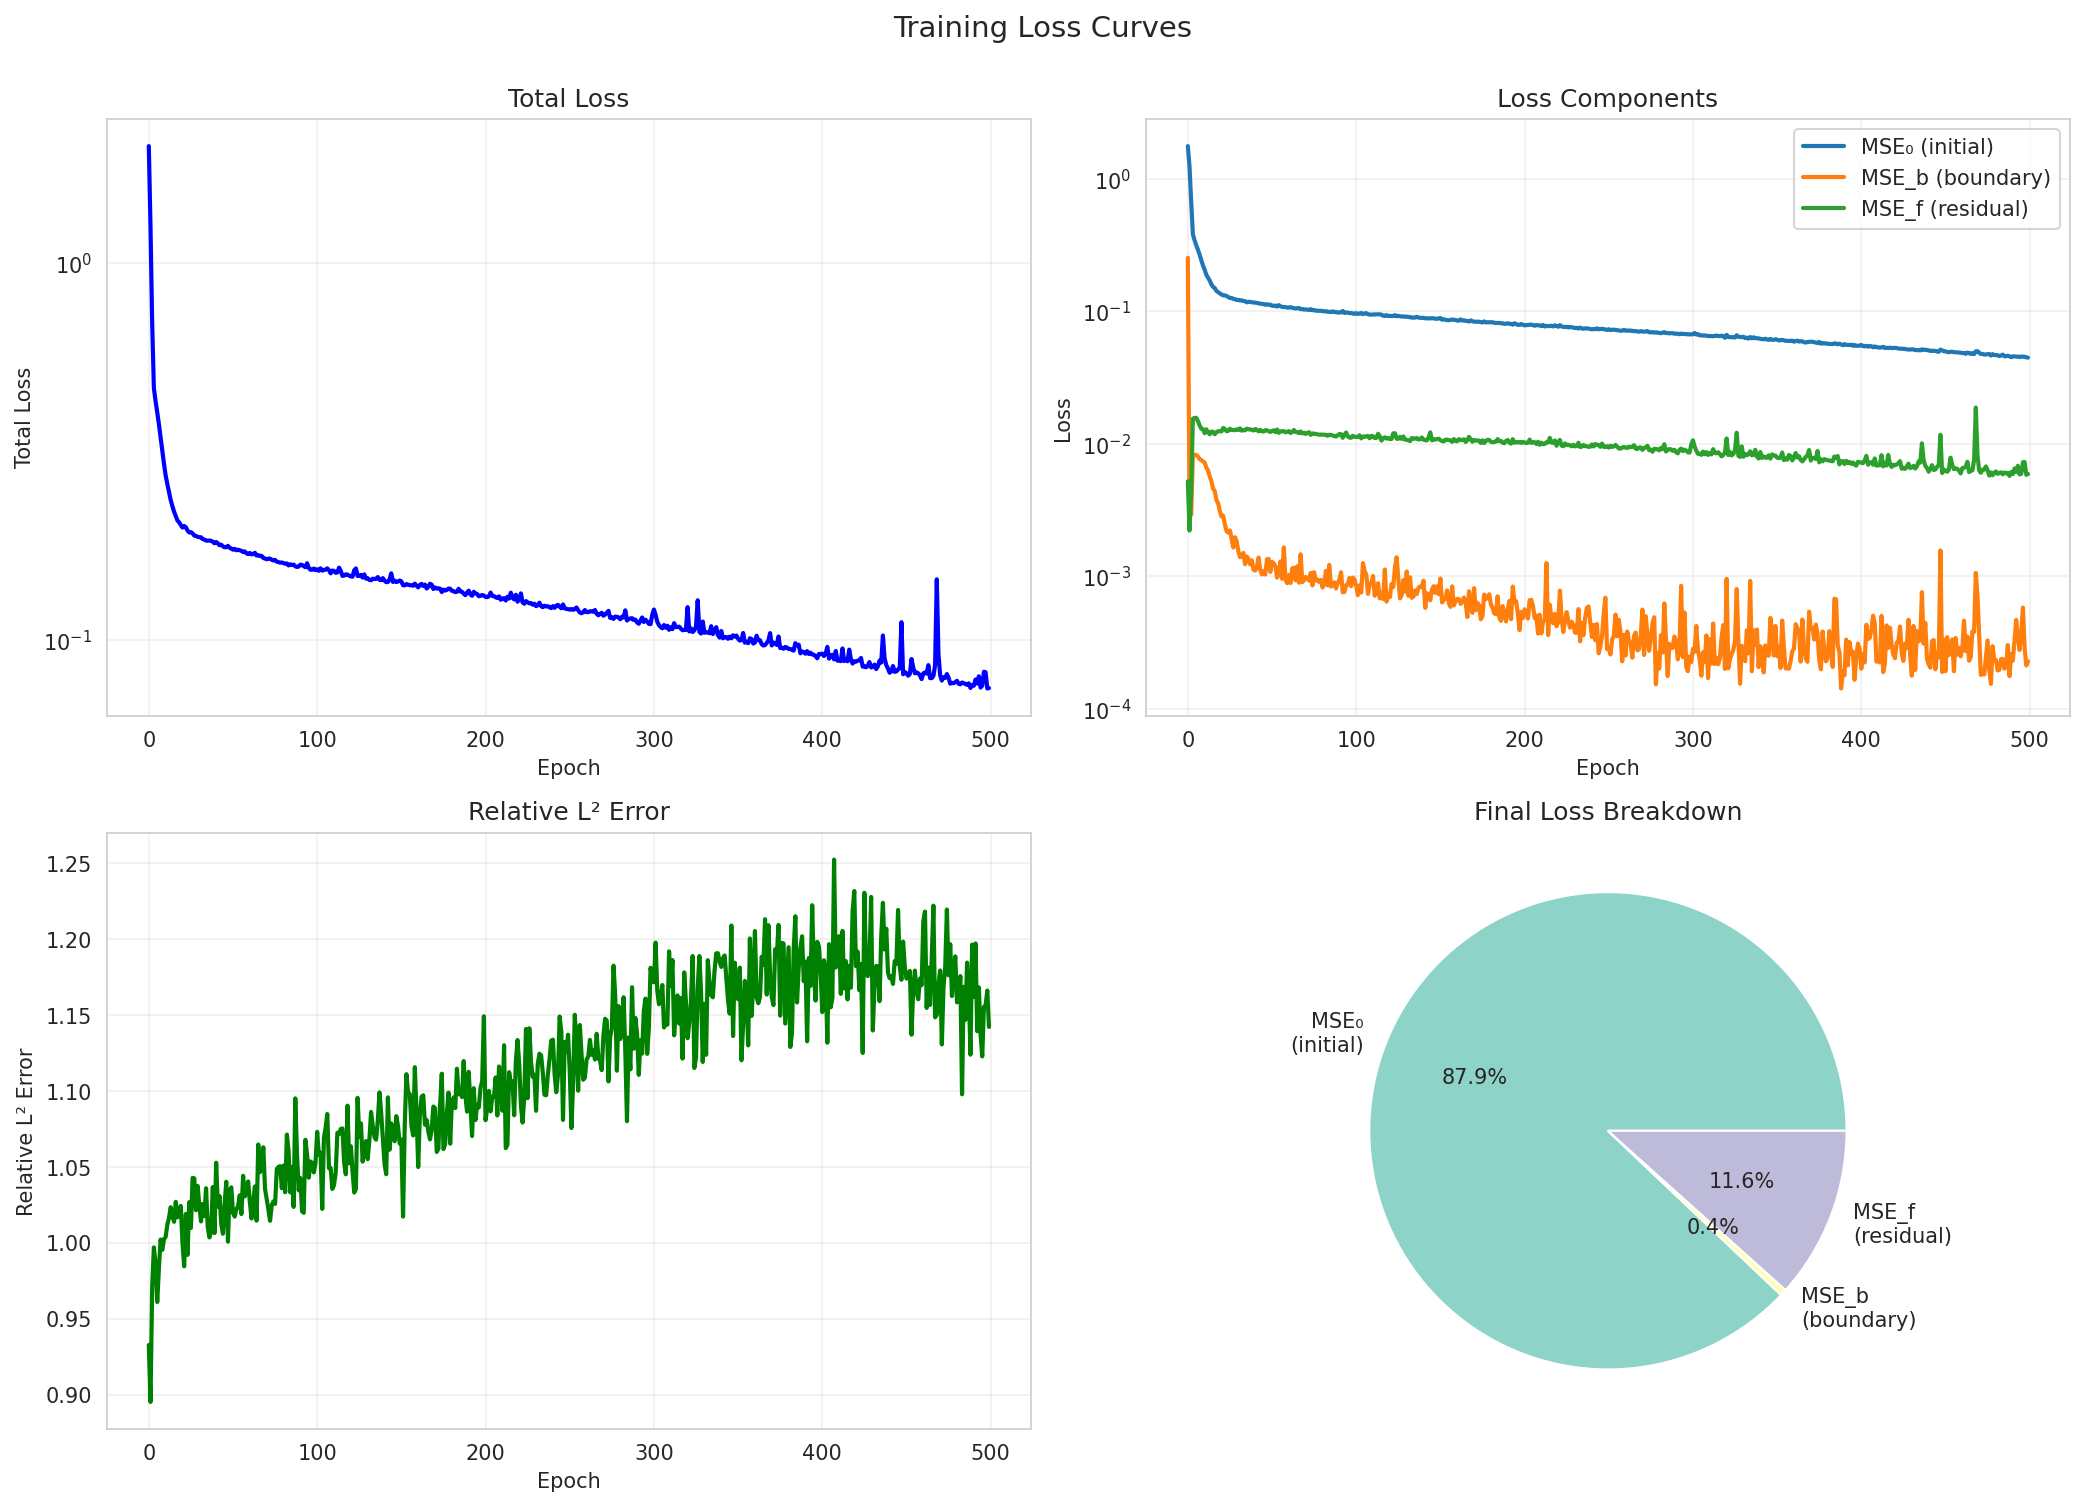 Training Loss Curves
Total Loss
Total Loss
10⁰
10⁻¹
0 100 200 300 400 500
Epoch
Loss Components
Loss
10⁰
10⁻¹
10⁻²
10⁻³
10⁻⁴
MSE₀ (initial)
MSE_b (boundary)
MSE_f (residual)
0 100 200 300 400 500
Epoch
Relative L² Error
Relative L² Error
1.25
1.20
1.15
1.10
1.05
1.00
0.95
0.90
0 100 200 300 400 500
Epoch
Final Loss Breakdown
MSE₀
(initial)
87.9%
11.6%
0.4%
MSE_f
(residual)
MSE_b
(boundary)